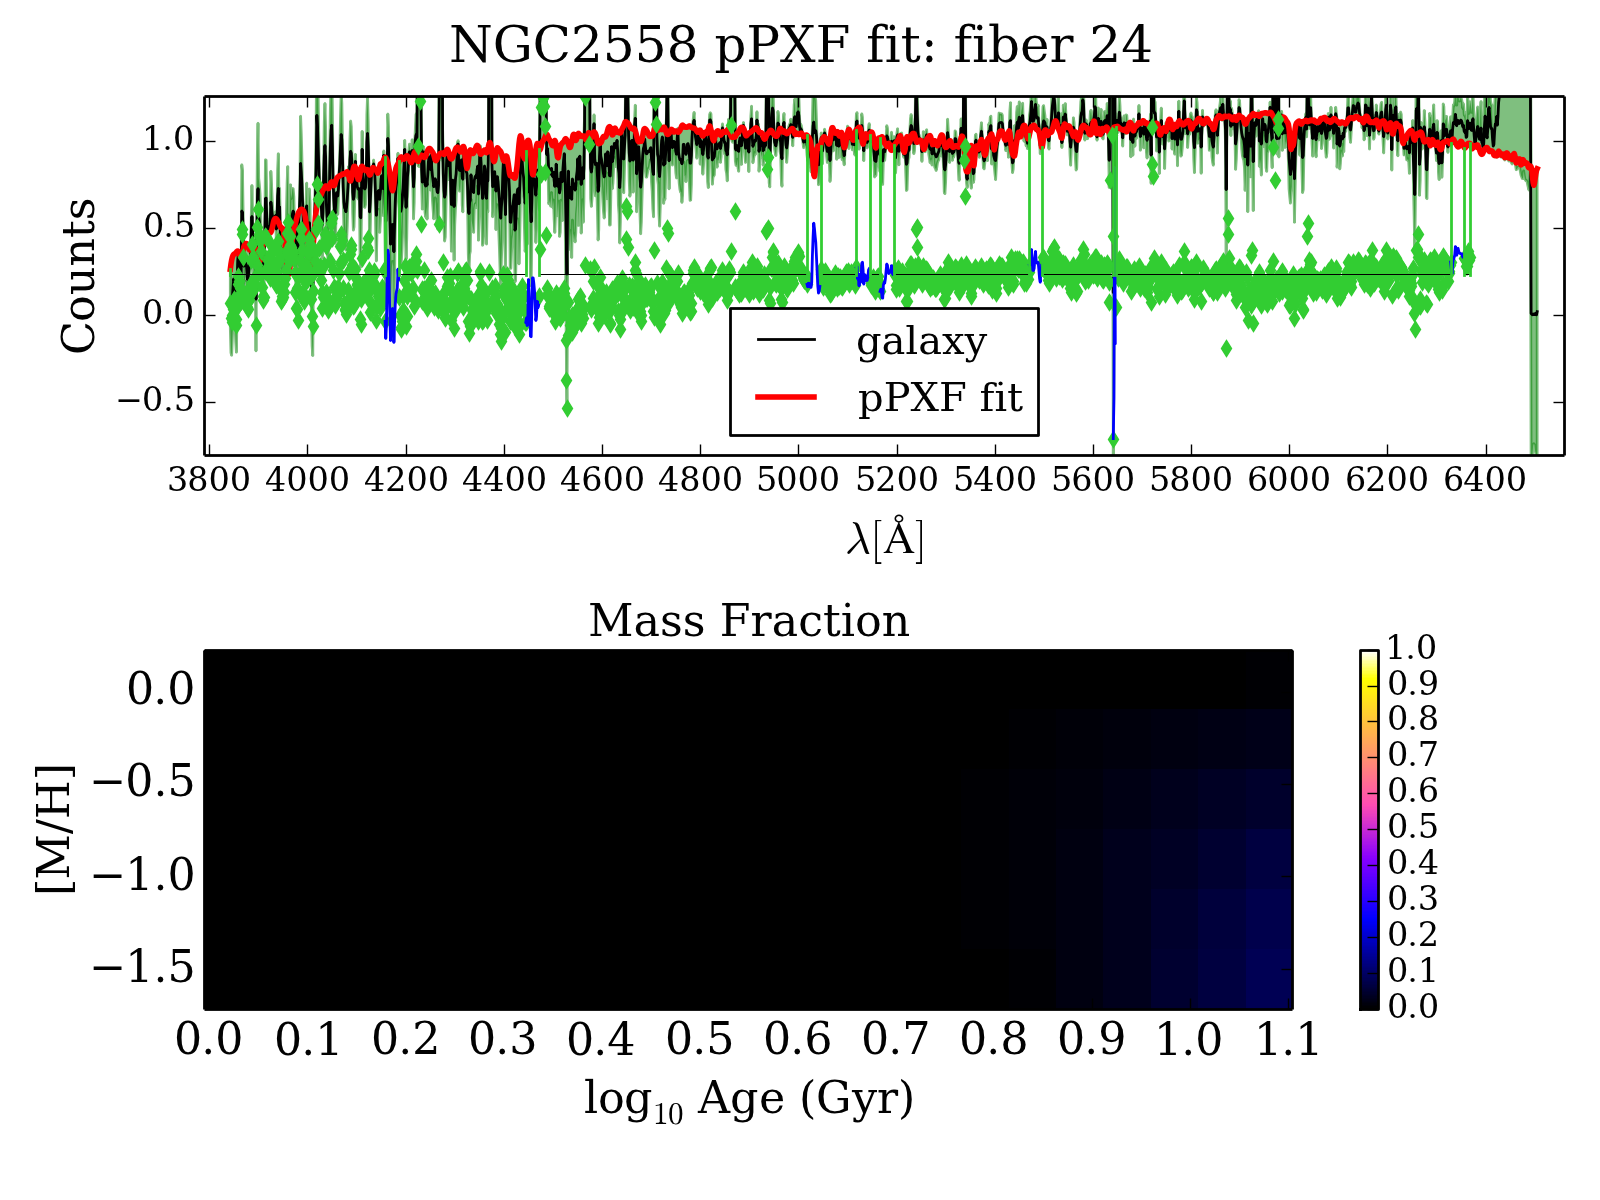 NGC2558 pPXF fit: fiber 24
1.0
0.5
0.0
−0.5
Counts
galaxy
pPXF fit
3800 4000 4200 4400 4600 4800 5000 5200 5400 5600 5800 6000 6200 6400
λ[Å]
Mass Fraction
0.0
−0.5
−1.0
−1.5
[M/H]
0.0 0.1 0.2 0.3 0.4 0.5 0.6 0.7 0.8 0.9 1.0 1.1
log₁₀ Age (Gyr)
1.0
0.9
0.8
0.7
0.6
0.5
0.4
0.3
0.2
0.1
0.0